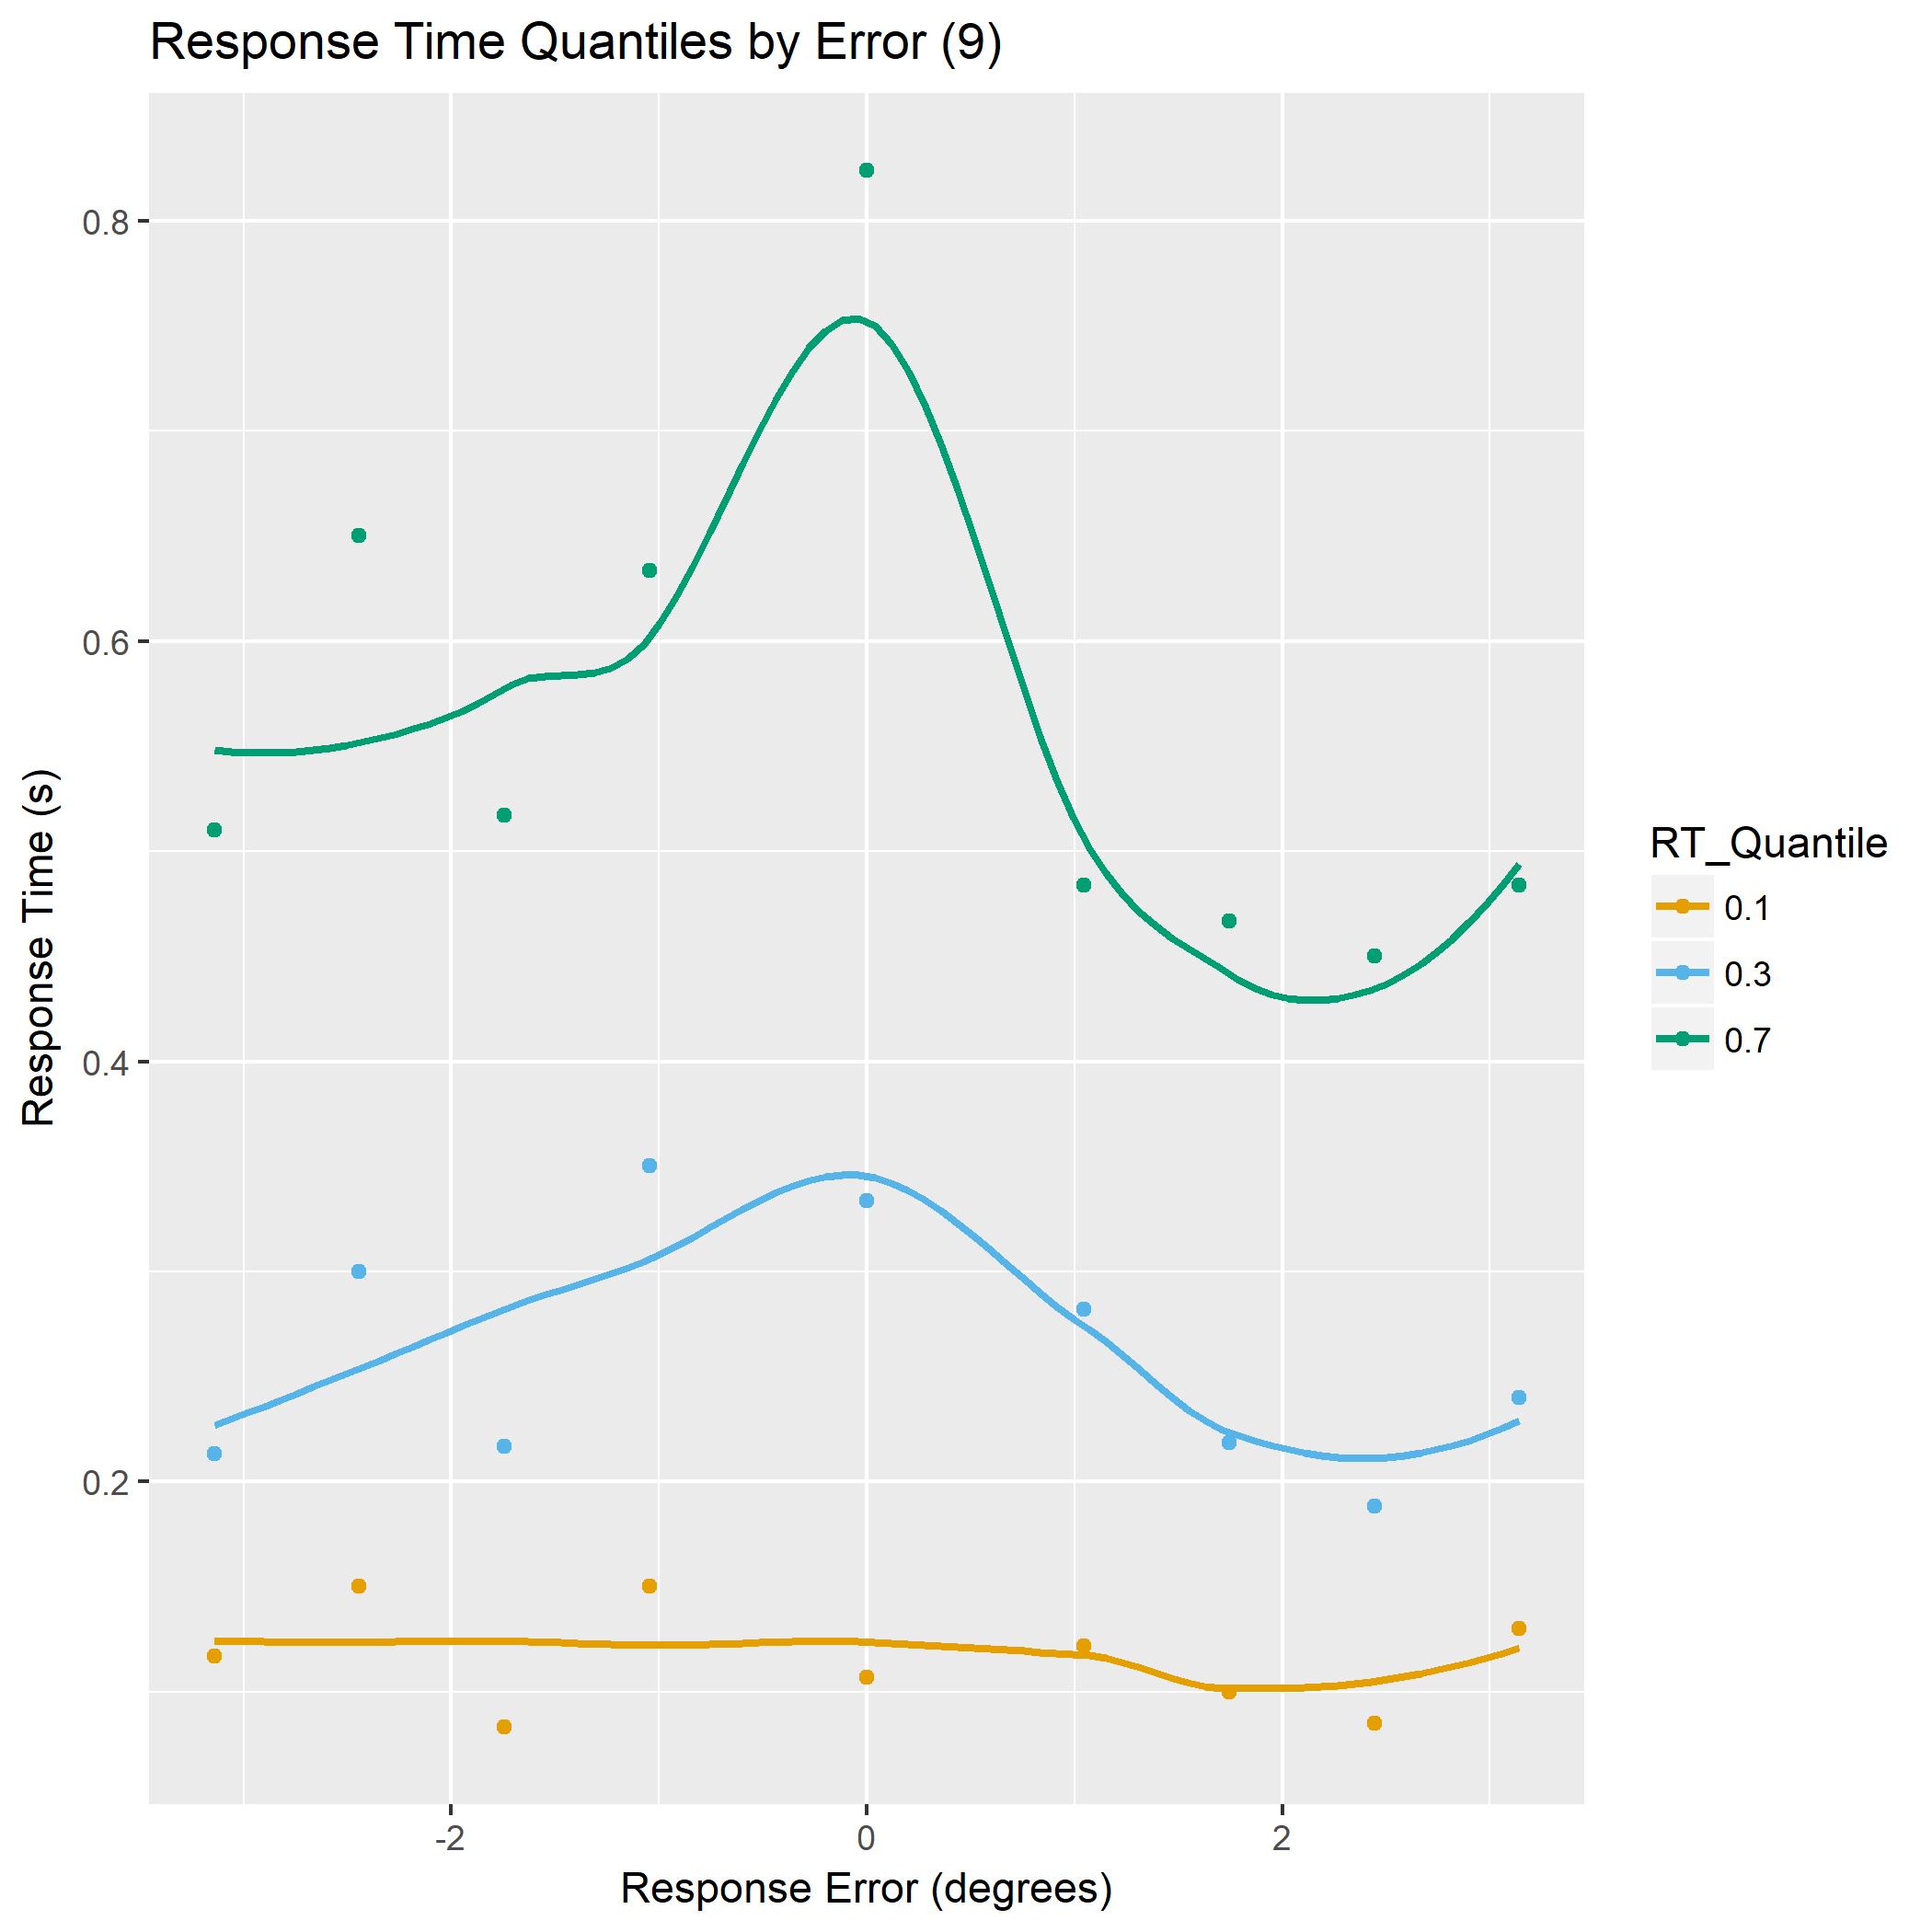 Response Time Quantiles by Error (9)
Response Time (s)
0.8
0.6
0.4
0.2
-2
0
2
Response Error (degrees)
RT_Quantile
0.1
0.3
0.7